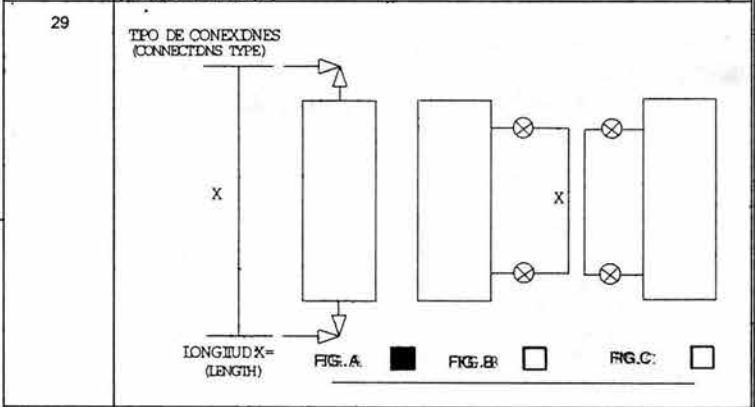 29
TIPO DE CONEXIONES
(CONNECTIONS TYPE)
X
X
LONGITUD X=
(LENGTH)
FIG. A
FIG. B
FIG. C: